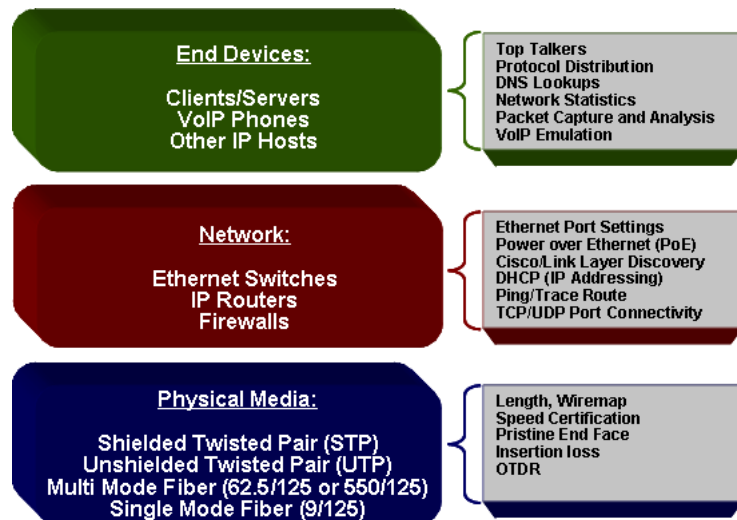 End Devices:
Clients/Servers
VoIP Phones
Other IP Hosts
Top Talkers
Protocol Distribution
DNS Lookups
Network Statistics
Packet Capture and Analysis
VoIP Emulation
Network:
Ethernet Switches
IP Routers
Firewalls
Ethernet Port Settings
Power over Ethernet (PoE)
Cisco/Link Layer Discovery
DHCP (IP Addressing)
Ping/Trace Route
TCP/UDP Port Connectivity
Physical Media:
Shielded Twisted Pair (STP)
Unshielded Twisted Pair (UTP)
Multi Mode Fiber (62.5/125 or 550/125)
Single Mode Fiber (9/125)
Length, Wiremap
Speed Certification
Pristine End Face
Insertion loss
OTDR